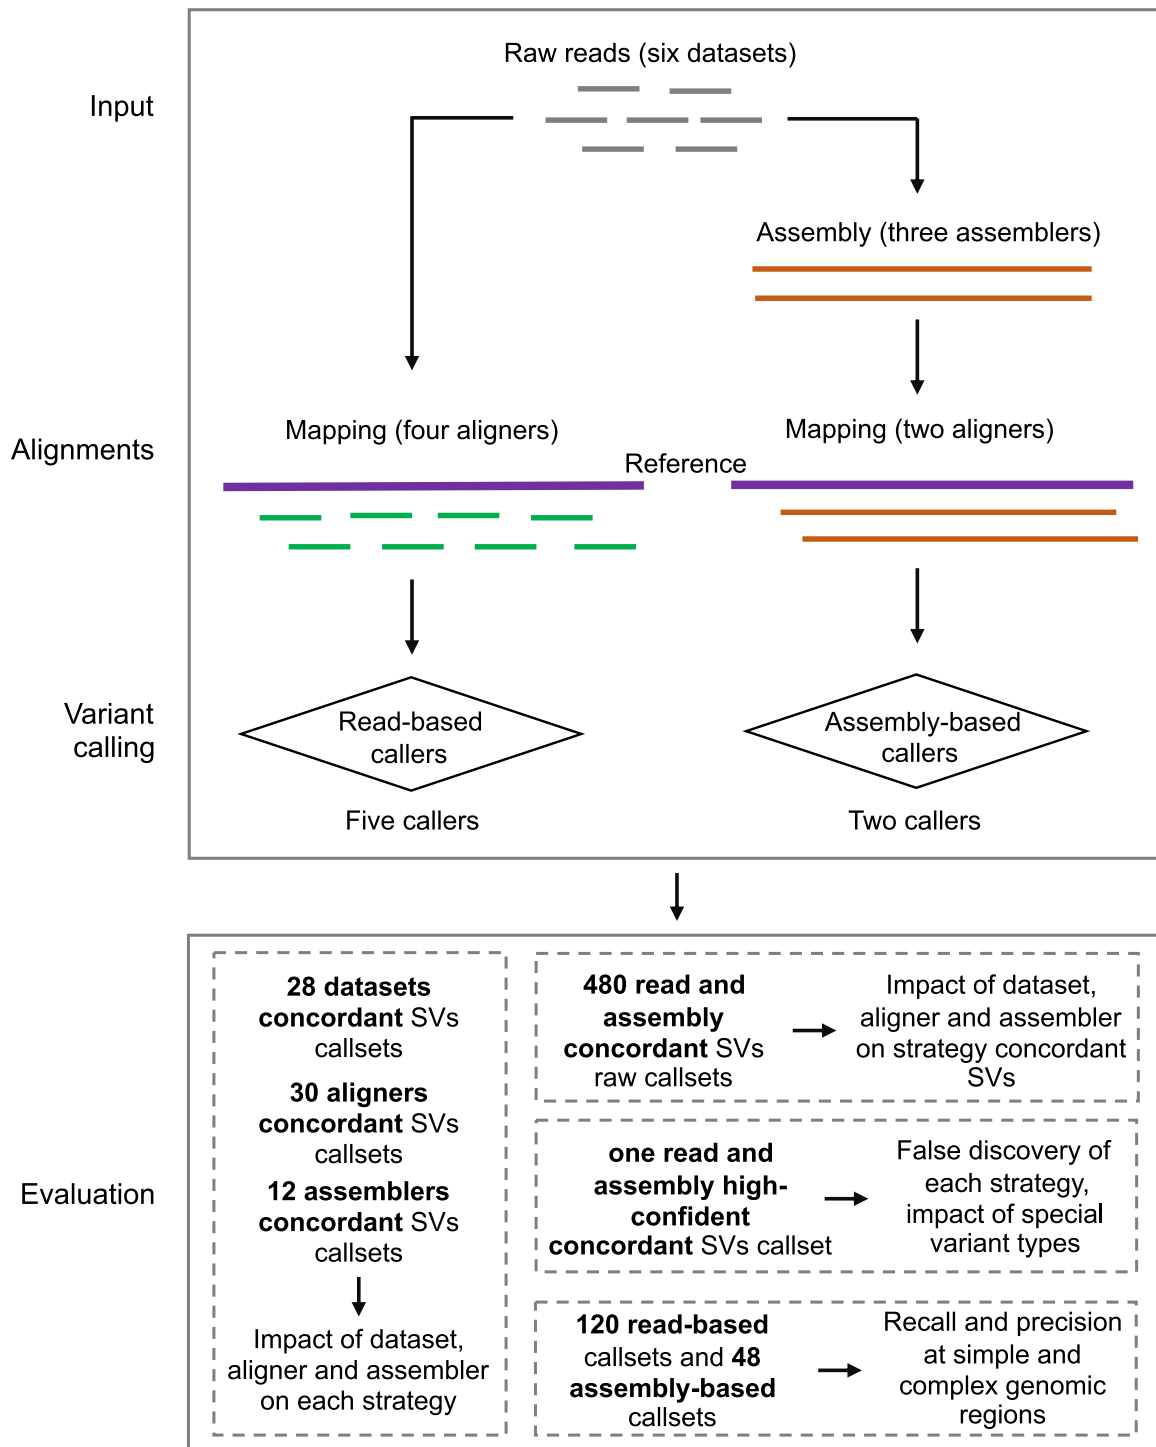 Raw reads (six datasets)
Input
Assembly (three assemblers)
Mapping (four aligners)
Mapping (two aligners)
Alignments
Reference
Variant
calling
Read-based
callers
Assembly-based
callers
Five callers
Two callers
Evaluation
28 datasets
concordant SVs
callsets
30 aligners
concordant SVs
callsets
12 assemblers
concordant SVs
callsets
Impact of dataset,
aligner and assembler
on each strategy
480 read and
assembly
concordant SVs
raw callsets
Impact of dataset,
aligner and assembler
on strategy concordant
SVs
one read and
assembly high-
confident
concordant SVs callset
False discovery of
each strategy,
impact of special
variant types
120 read-based
callsets and 48
assembly-based
callsets
Recall and precision
at simple and
complex genomic
regions